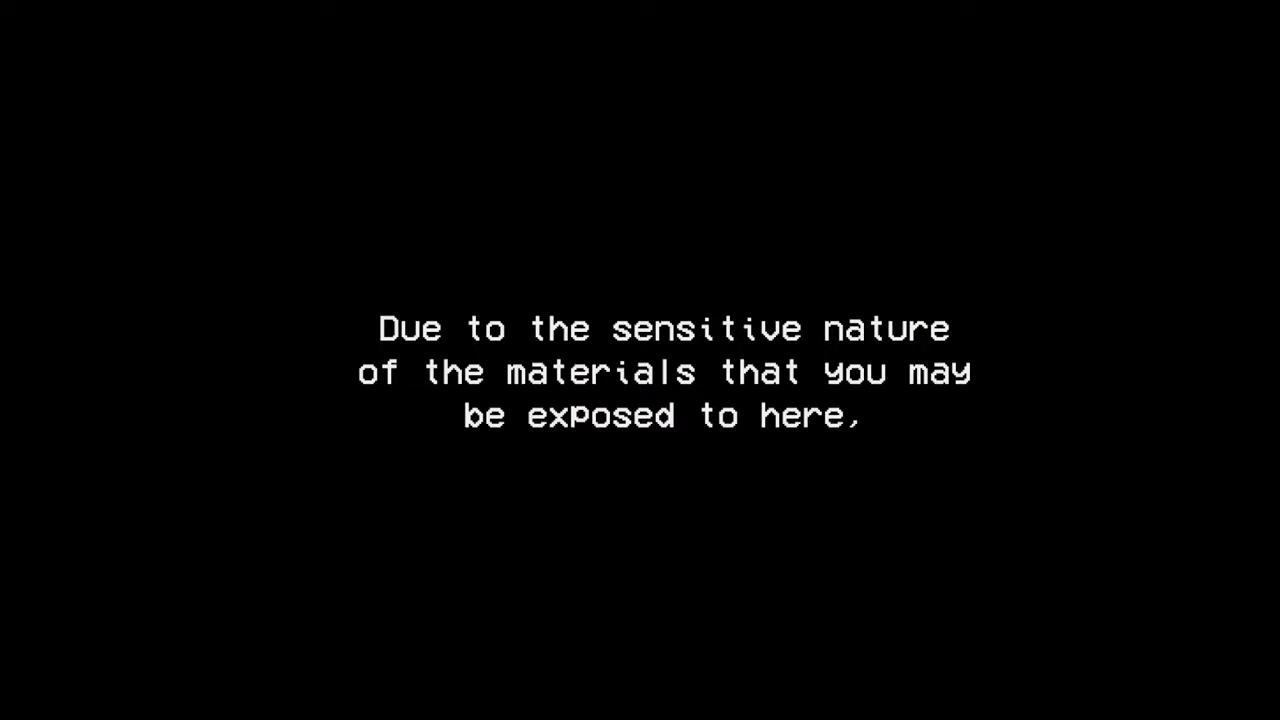 Due to the sensitive nature
of the materials that you may
be exposed to here,